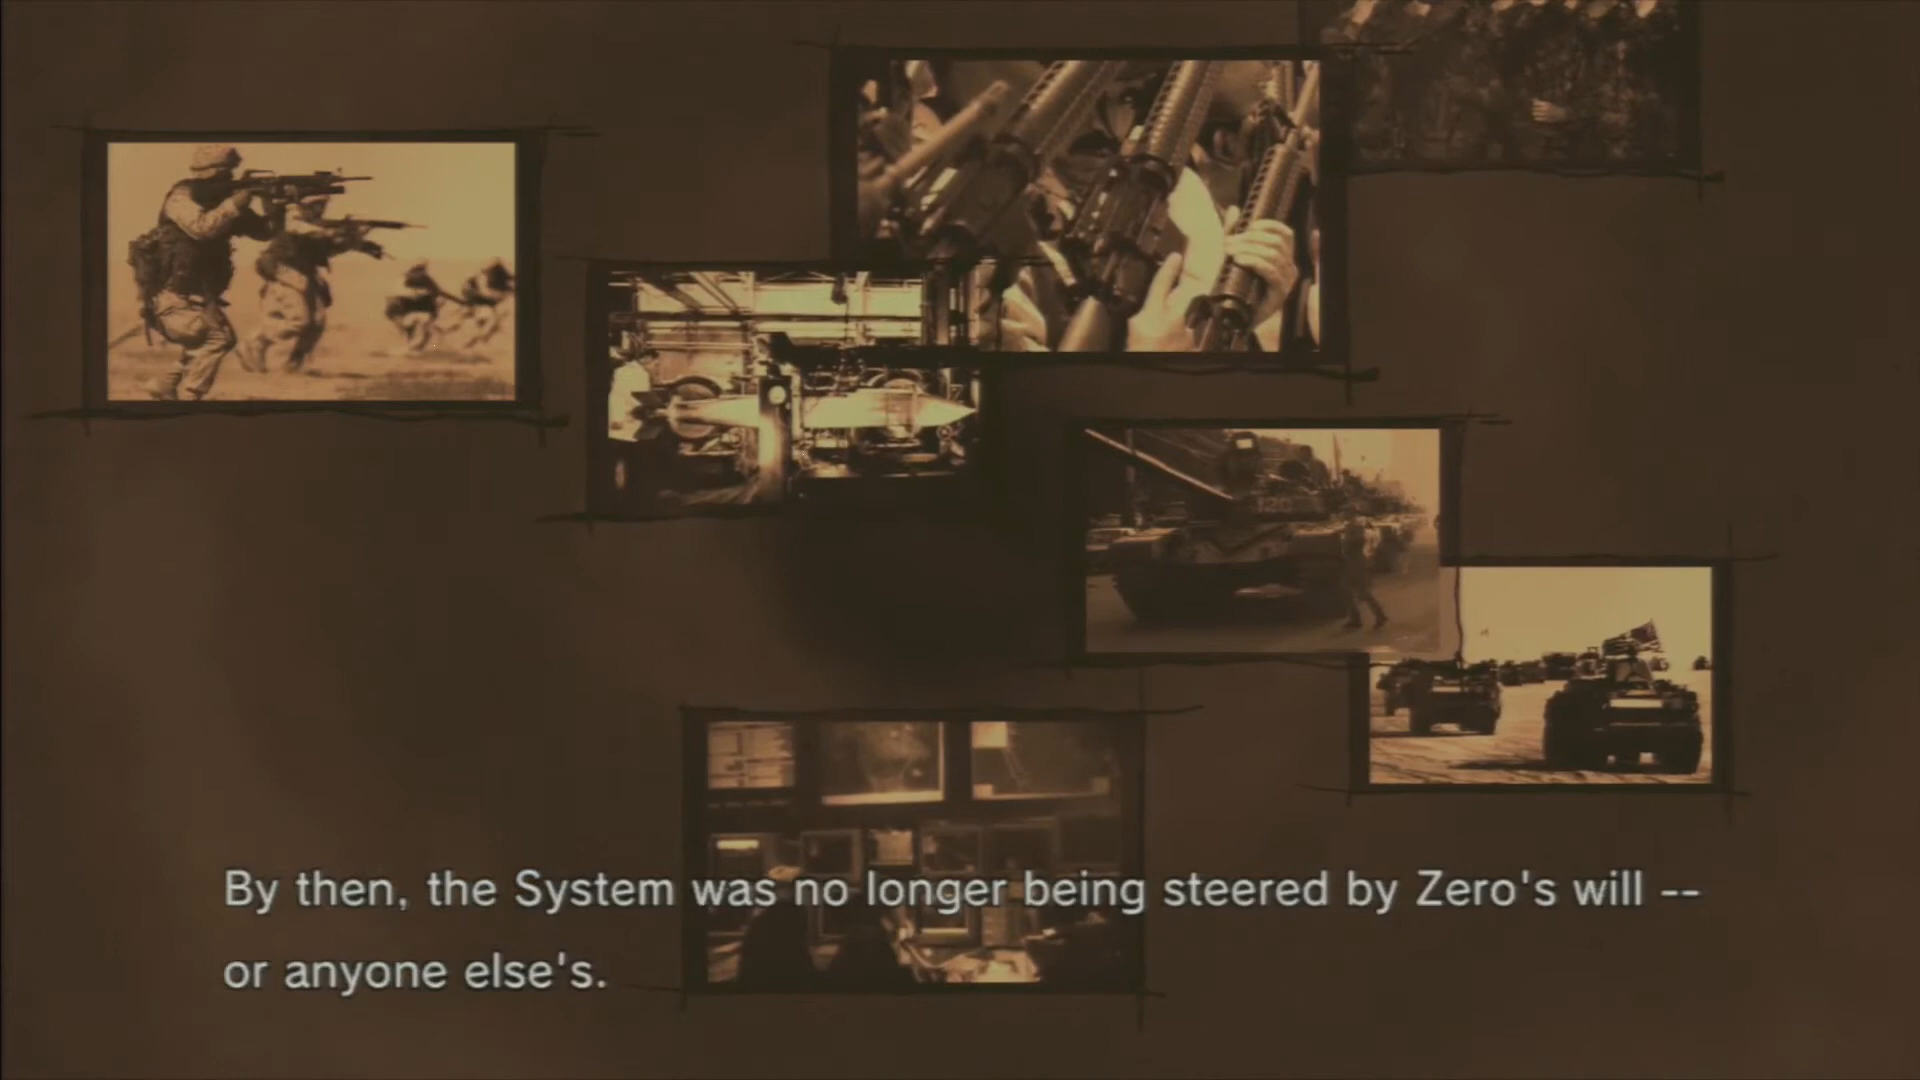 By then, the System was no longer being steered by Zero's will --
or anyone else's.